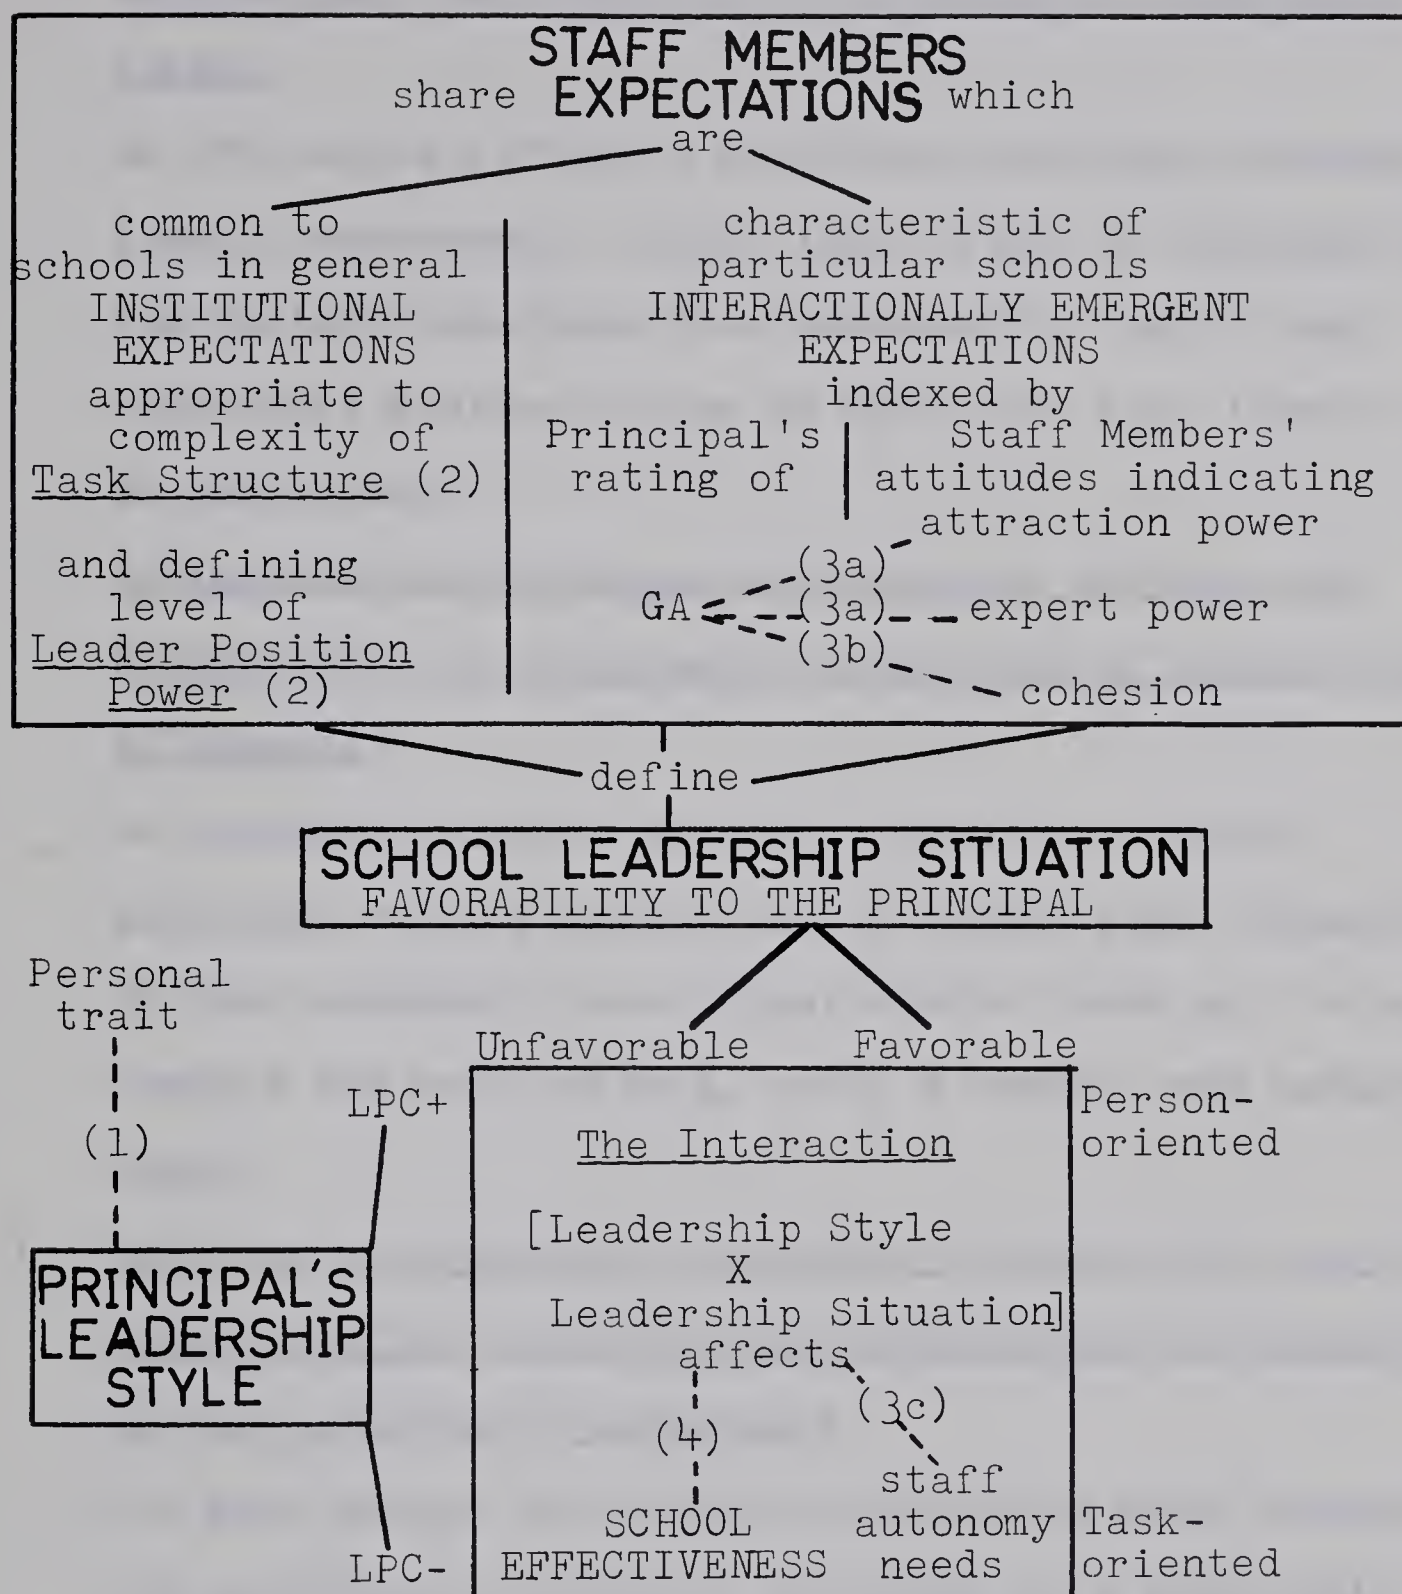 STAFF MEMBERS
share EXPECTATIONS which
are
common to
schools in general
INSTITUTIONAL
EXPECTATIONS
appropriate to
complexity of
Task Structure (2)
and defining
level of
Leader Position
Power (2)
characteristic of
particular schools
INTERACTIONALLY EMERGENT
EXPECTATIONS
indexed by
Principal's
rating of
Staff Members'
attitudes indicating
attraction power
(3a)
GA (3a) expert power
(3b)
cohesion
define
SCHOOL LEADERSHIP SITUATION
FAVORABILITY TO THE PRINCIPAL
Unfavorable Favorable
Personal
trait
(1)
PRINCIPAL'S
LEADERSHIP
STYLE
LPC+
LPC-
Person-
oriented
The Interaction
[Leadership Style
X
Leadership Situation]
affects
(4)
(3c)
SCHOOL
EFFECTIVENESS
staff
autonomy
needs
Task-
oriented